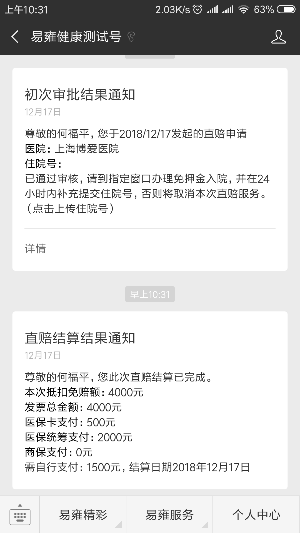 上午10:31
2.03K/s
63%
易雍健康测试号
初次审批结果通知
12月17日
尊敬的何福平，您于2018/12/17发起的直赔申请
医院：上海博爱医院
住院号：
已通过审核，请到指定窗口办理免押金入院，并在24
小时内补充提交住院号，否则将取消本次直赔服务。
（点击上传住院号）
详情
早上10:31
直赔结算结果通知
12月17日
尊敬的何福平，您此次直赔结算已完成。
本次抵扣免赔额：4000元
发票总金额：4000元
医保卡支付：500元
医保统筹支付：2000元
商保支付：0元
需自行支付：1500元，结算日期2018年12月17日
易雍精彩
易雍服务
个人中心